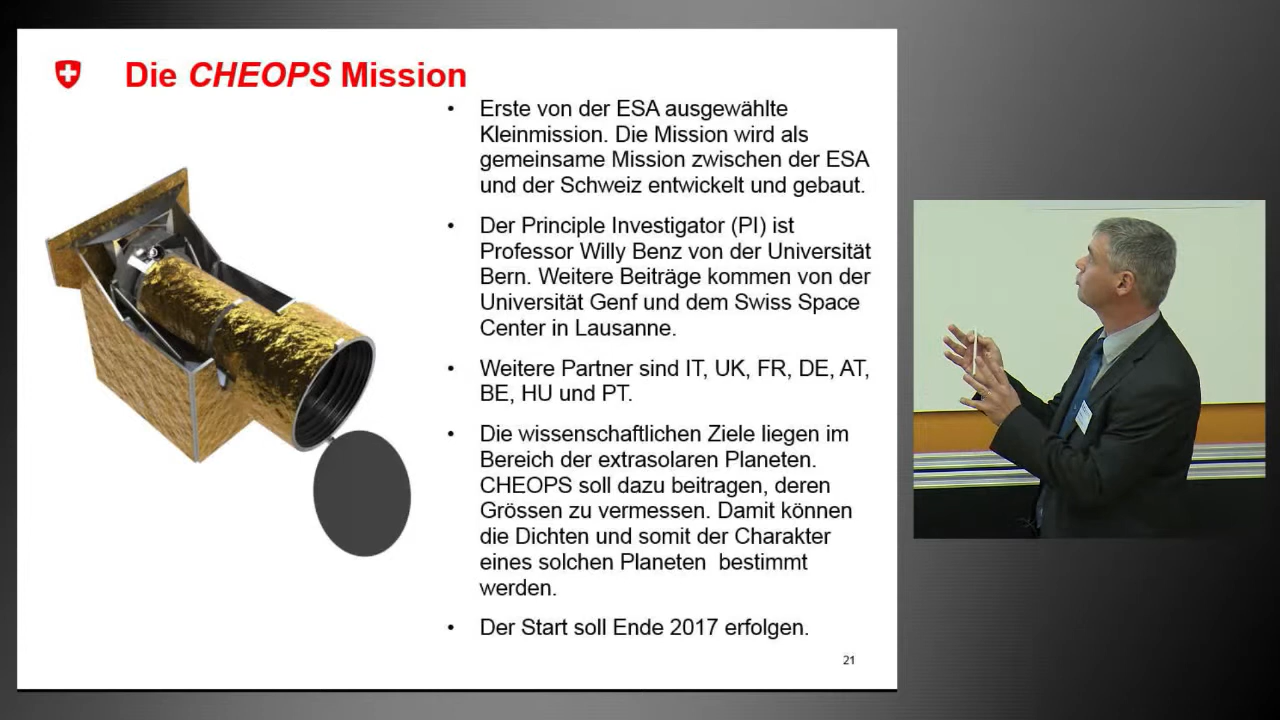 Die CHEOPS Mission
• Erste von der ESA ausgewählte
Kleinmission. Die Mission wird als
gemeinsame Mission zwischen der ESA
und der Schweiz entwickelt und gebaut.
• Der Principle Investigator (PI) ist
Professor Willy Benz von der Universität
Bern. Weitere Beiträge kommen von der
Universität Genf und dem Swiss Space
Center in Lausanne.
• Weitere Partner sind IT, UK, FR, DE, AT,
BE, HU und PT.
• Die wissenschaftlichen Ziele liegen im
Bereich der extrasolaren Planeten.
CHEOPS soll dazu beitragen, deren
Grössen zu vermessen. Damit können
die Dichten und somit der Charakter
eines solchen Planeten bestimmt
werden.
• Der Start soll Ende 2017 erfolgen.
21